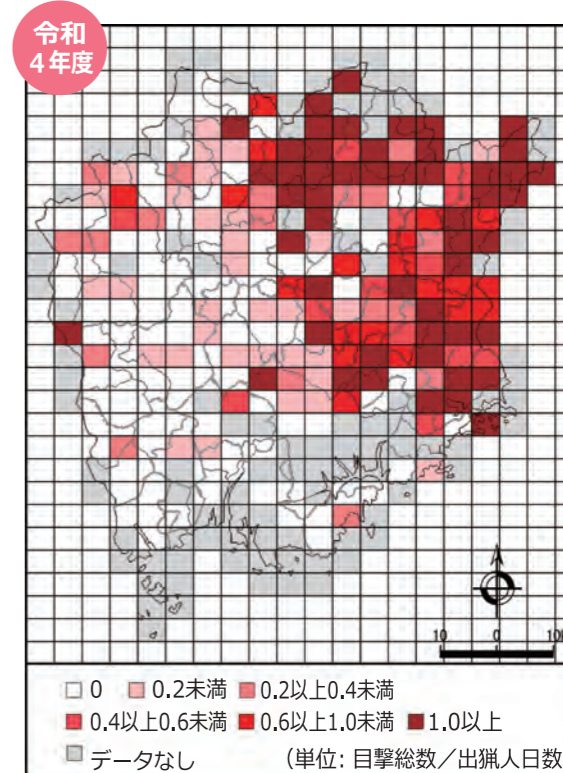 令和
4年度
10 0 10
0 0.2未満 0.2以上0.4未満
0.4以上0.6未満 0.6以上1.0未満 1.0以上
データなし (単位: 目撃総数／出猟人日数